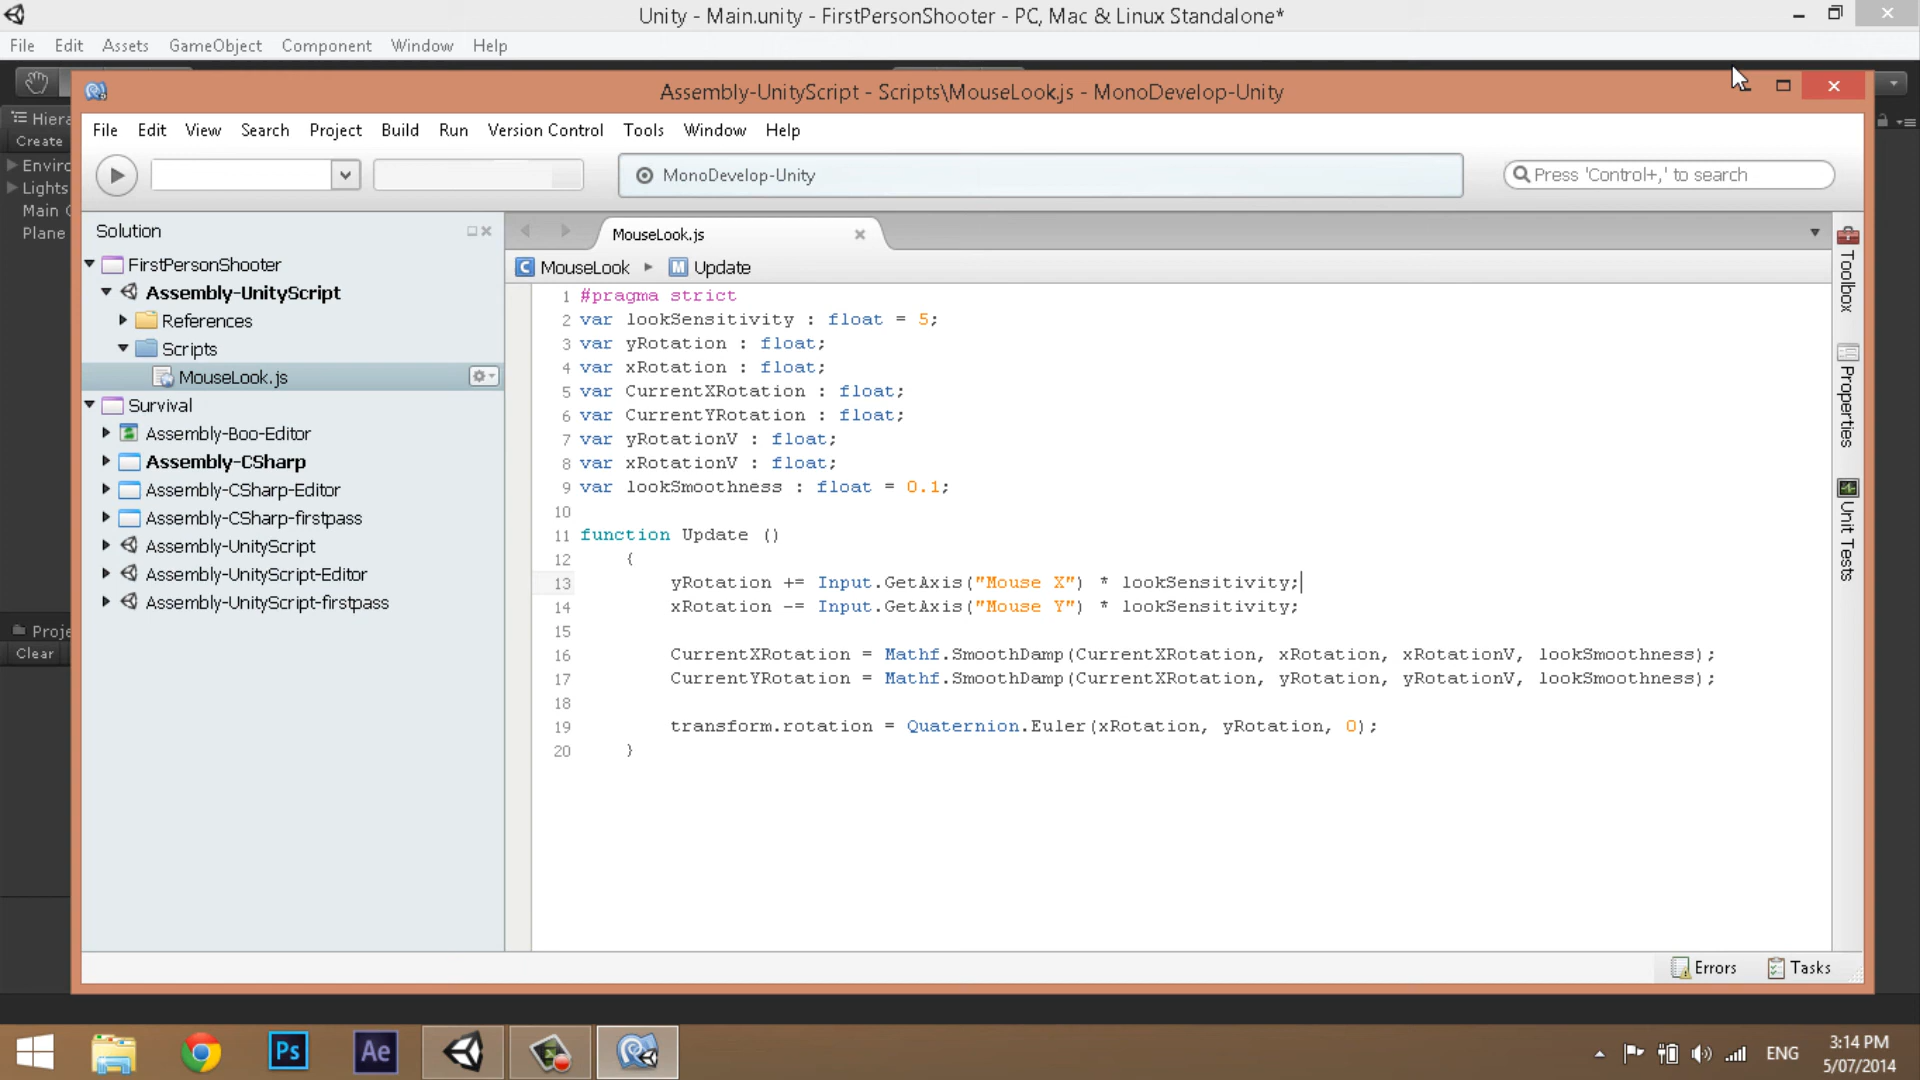 Unity - Main.unity - FirstPersonShooter - PC, Mac & Linux Standalone*
File Edit Assets GameObject Component Window Help
Assembly-UnityScript - Scripts\MouseLook.js - MonoDevelop-Unity
File Edit View Search Project Build Run Version Control Tools Window Help
MonoDevelop-Unity
Press 'Control+,' to search
Hiera
Create
Enviro
Lights
Main C
Plane
Proje
Clear
Solution
FirstPersonShooter
Assembly-UnityScript
References
Scripts
MouseLook.js
Survival
Assembly-Boo-Editor
Assembly-CSharp
Assembly-CSharp-Editor
Assembly-CSharp-firstpass
Assembly-UnityScript
Assembly-UnityScript-Editor
Assembly-UnityScript-firstpass
MouseLook.js
MouseLook Update
1 #pragma strict
2 var lookSensitivity : float = 5;
3 var yRotation : float;
4 var xRotation : float;
5 var CurrentXRotation : float;
6 var CurrentYRotation : float;
7 var yRotationV : float;
8 var xRotationV : float;
9 var lookSmoothness : float = 0.1;
10
11 function Update ()
12 {
13 yRotation += Input.GetAxis("Mouse X") * lookSensitivity;
14 xRotation -= Input.GetAxis("Mouse Y") * lookSensitivity;
15
16 CurrentXRotation = Mathf.SmoothDamp(CurrentXRotation, xRotation, xRotationV, lookSmoothness);
17 CurrentYRotation = Mathf.SmoothDamp(CurrentXRotation, yRotation, yRotationV, lookSmoothness);
18
19 transform.rotation = Quaternion.Euler(xRotation, yRotation, 0);
20 }
Toolbox
Properties
Unit Tests
Errors Tasks
Ps
Ae
ENG
3:14 PM
5/07/2014